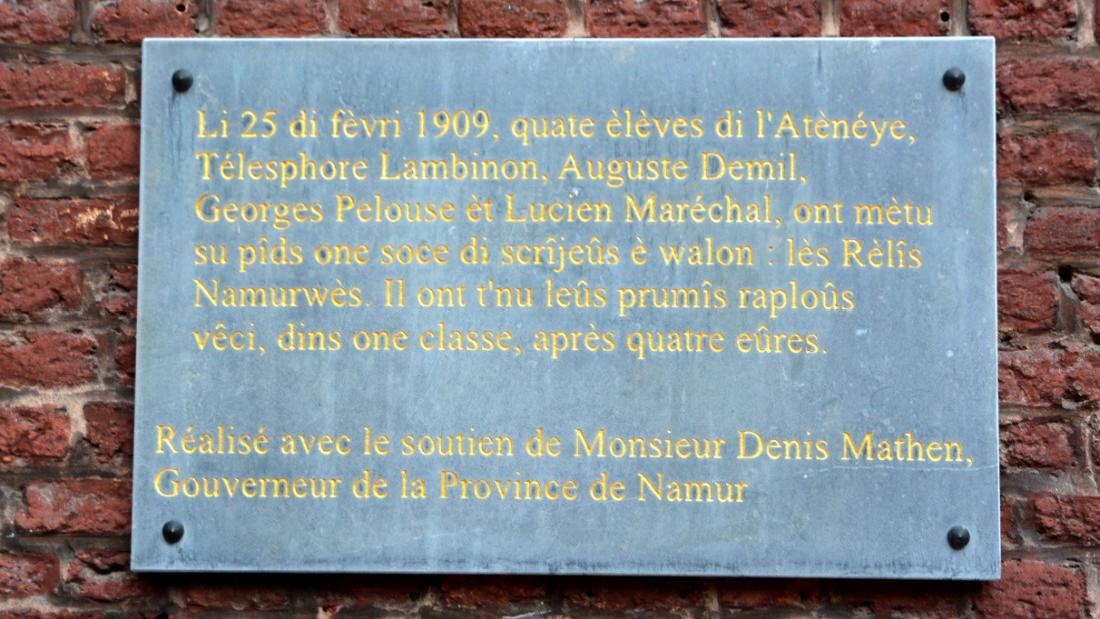 Li 25 di fèvri 1909, quate èlèves di l'Atènéye,
Télesphore Lambinon, Auguste Demil,
Georges Pelouse èt Lucien Maréchal, ont mètu
su pîds one soce di scrîjeûs è walon : lès Rèlîs
Namurwès. Il ont t'nu leûs prumîs raploûs
vêci, dins one classe, après quatre eûres.
Réalisé avec le soutien de Monsieur Denis Mathen,
Gouverneur de la Province de Namur